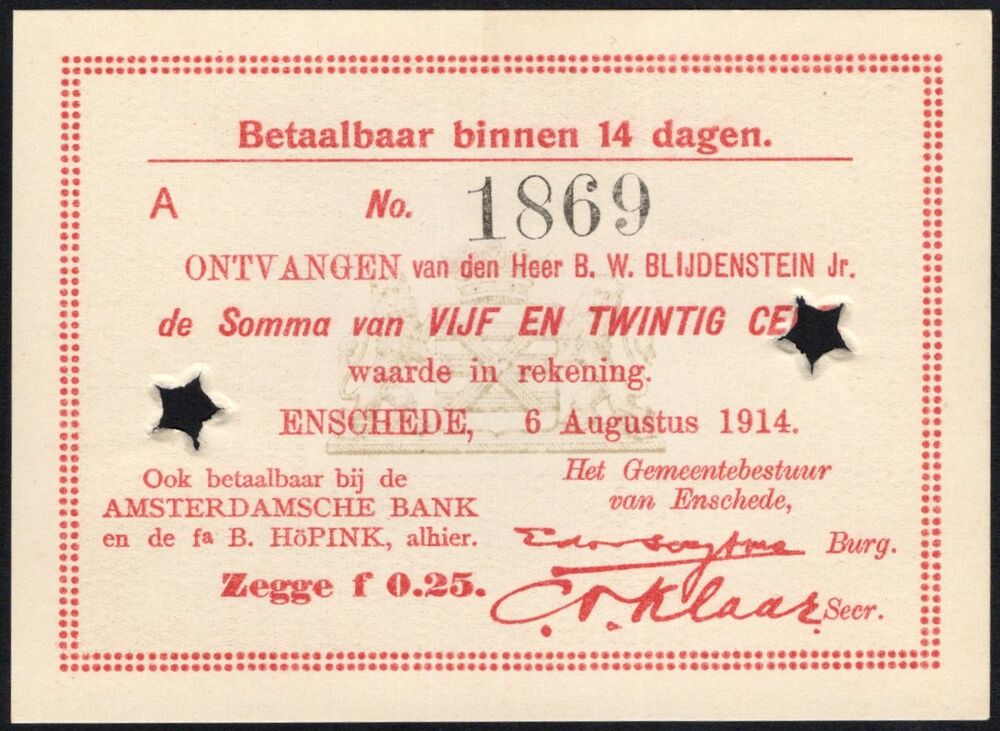 Betaalbaar binnen 14 dagen.
A No. 1869
ONTVANGEN van den Heer B. W. BLIJDENSTEIN Jr.
de Somma van VIJF EN TWINTIG
waarde in rekening.
ENSCHEDE, 6 Augustus 1914.
Ook betaalbaar bij de
AMSTERDAMSCHE BANK
en de fa B. HöPINK, alhier.
Zegge f 0.25.
Het Gemeentebestuur
van Enschede,
Burg.
Klaar Secr.